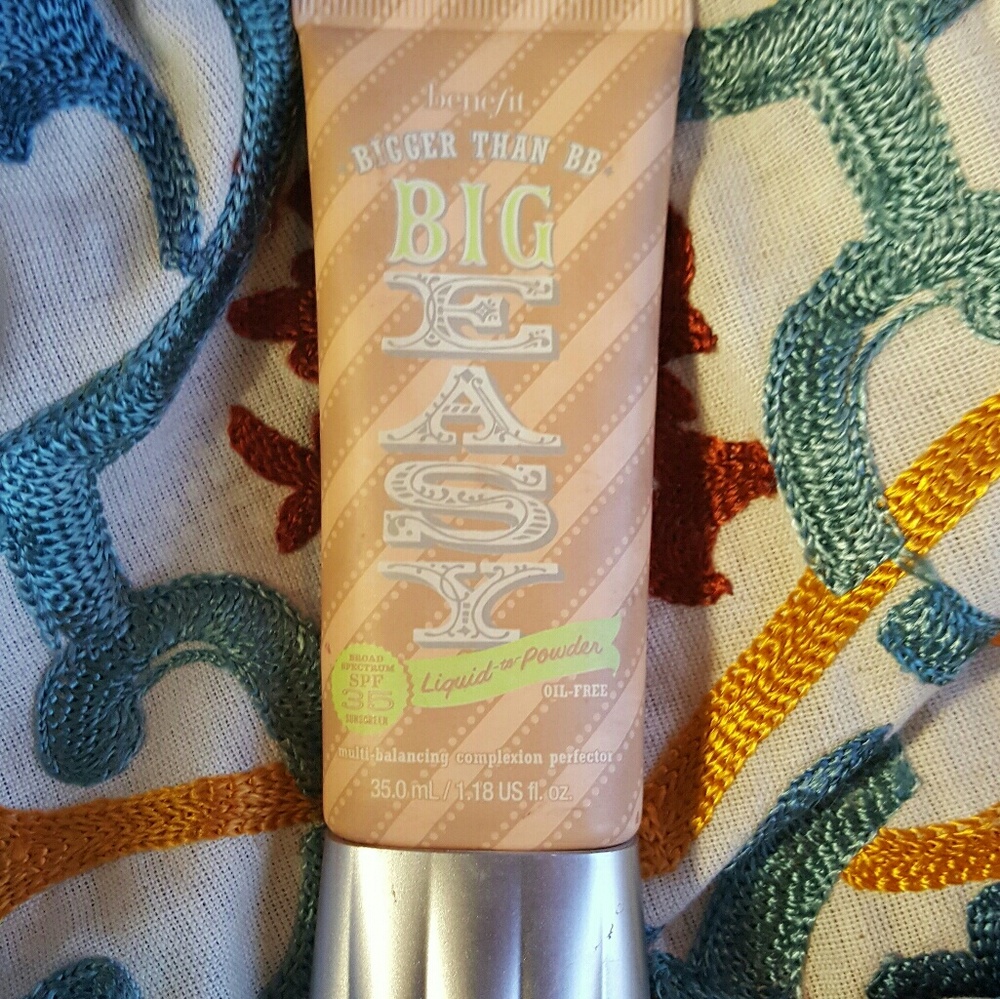 benefit
BIGGER THAN BB
BIG
EASY
Liquid-to-Powder
OIL-FREE
BROAD
SPECTRUM
SPF
35
SUNSCREEN
multi-balancing complexion perfector
35.0 mL / 1.18 US fl. oz.